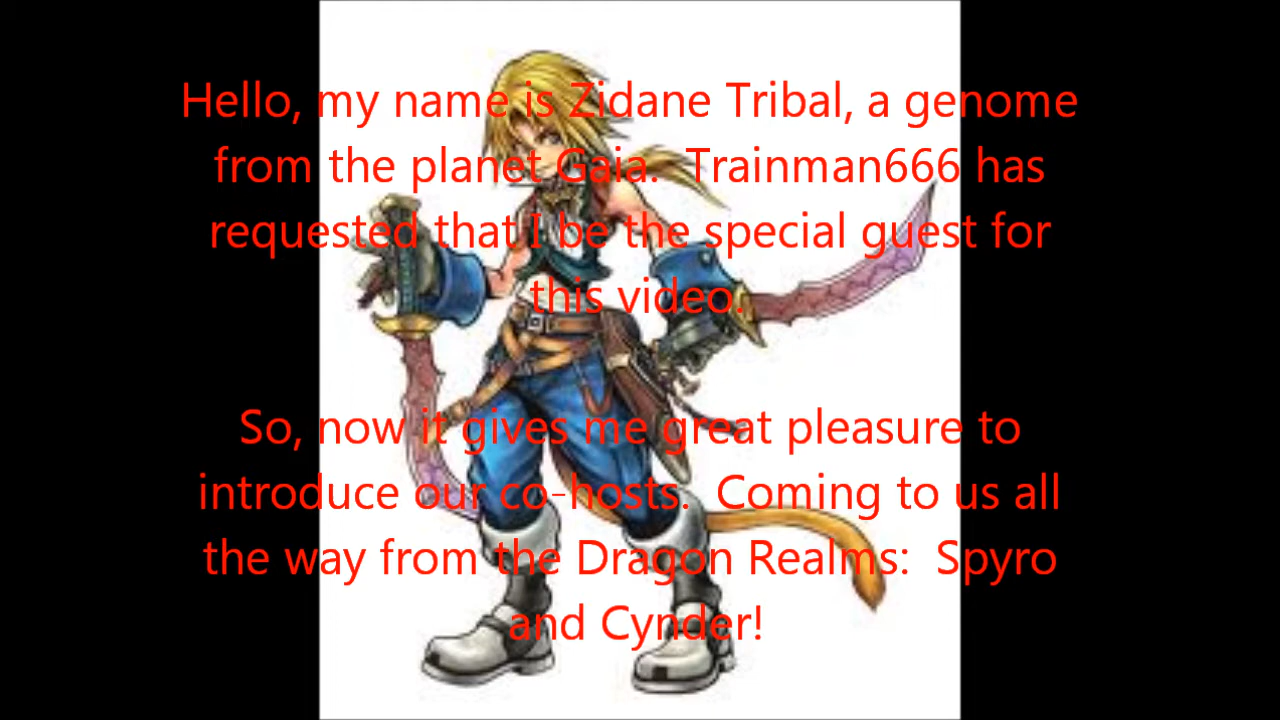 Hello, my name is Zidane Tribal, a genome
from the planet Gaia.  Trainman666 has
requested that I be the special guest for
this video.
So, now it gives me great pleasure to
introduce our co-hosts.  Coming to us all
the way from the Dragon Realms:  Spyro
and Cynder!